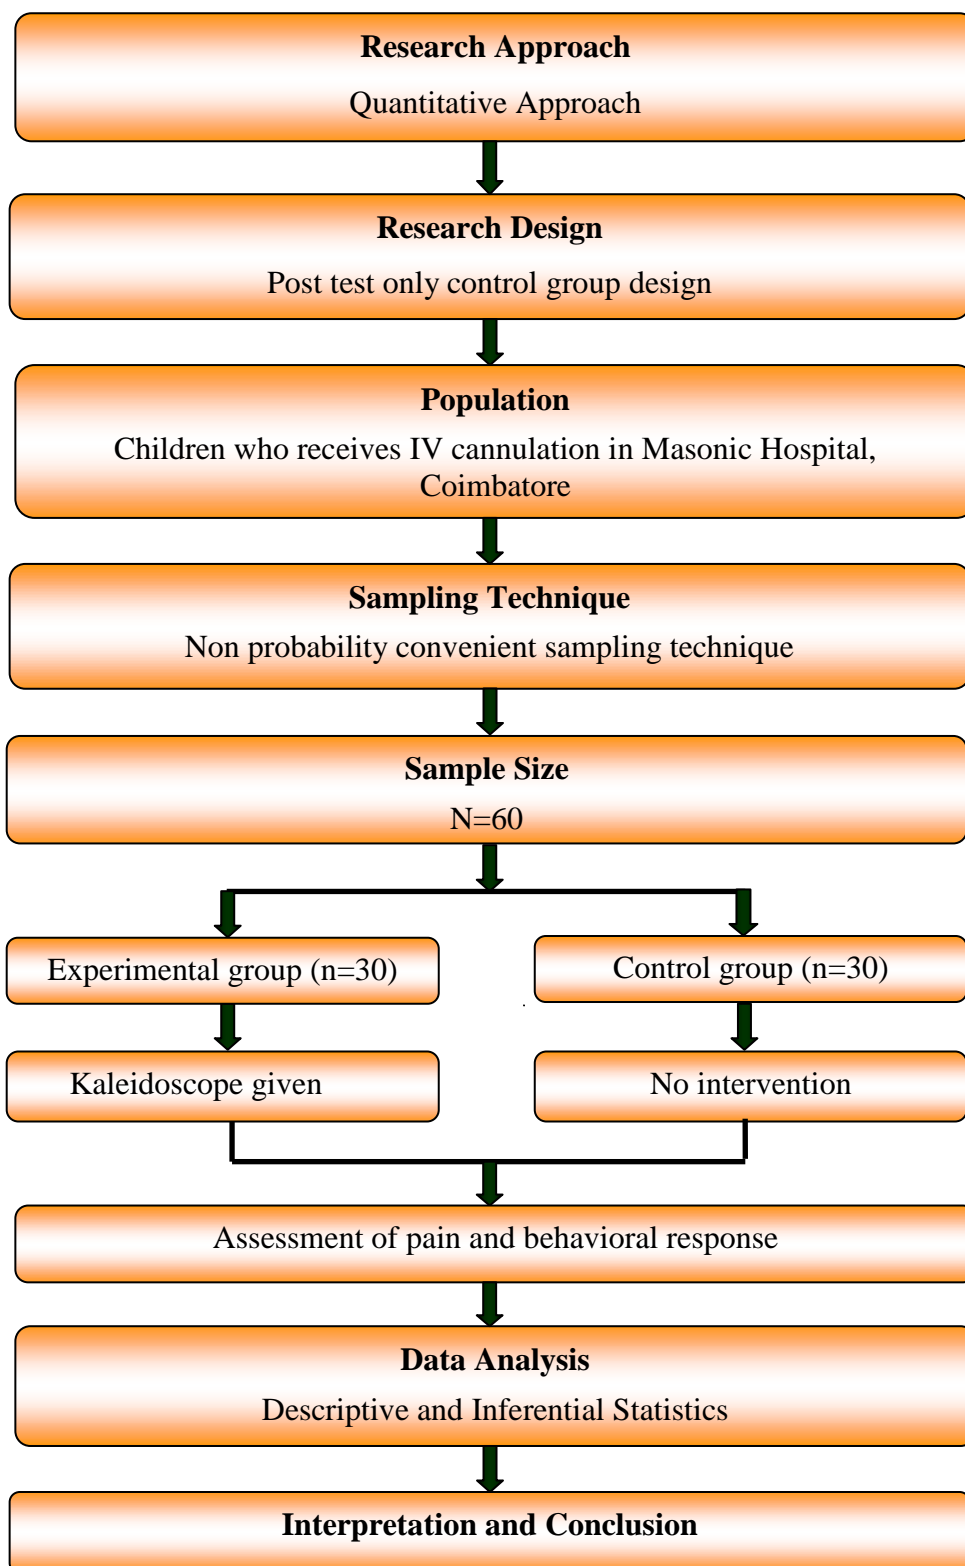 Research Approach
Quantitative Approach
Research Design
Post test only control group design
Population
Children who receives IV cannulation in Masonic Hospital,
Coimbatore
Sampling Technique
Non probability convenient sampling technique
Sample Size
N=60
Experimental group (n=30)
Control group (n=30)
Kaleidoscope given
No intervention
Assessment of pain and behavioral response
Data Analysis
Descriptive and Inferential Statistics
Interpretation and Conclusion